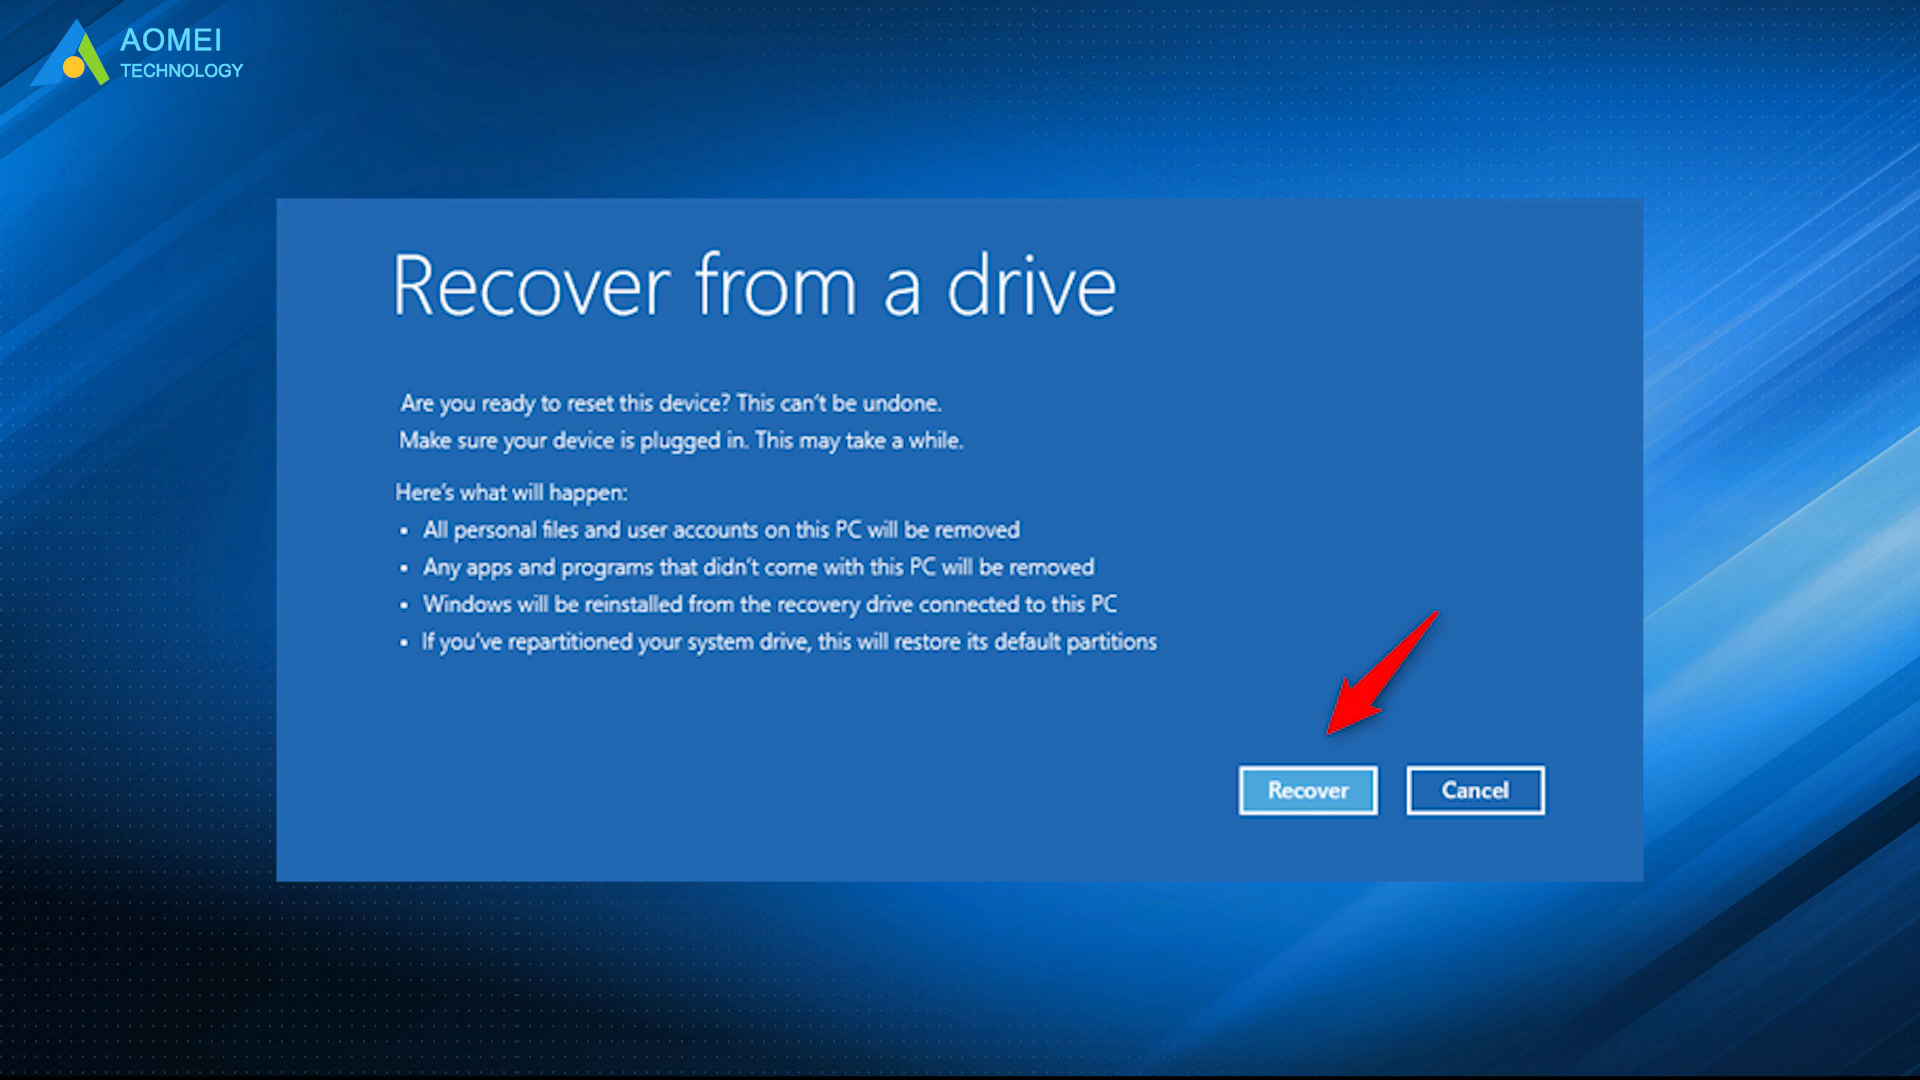 AOMEI
TECHNOLOGY
Recover from a drive
Are you ready to reset this device? This can't be undone.
Make sure your device is plugged in. This may take a while.
Here's what will happen:
• All personal files and user accounts on this PC will be removed
• Any apps and programs that didn't come with this PC will be removed
• Windows will be reinstalled from the recovery drive connected to this PC
• If you've repartitioned your system drive, this will restore its default partitions
Recover
Cancel